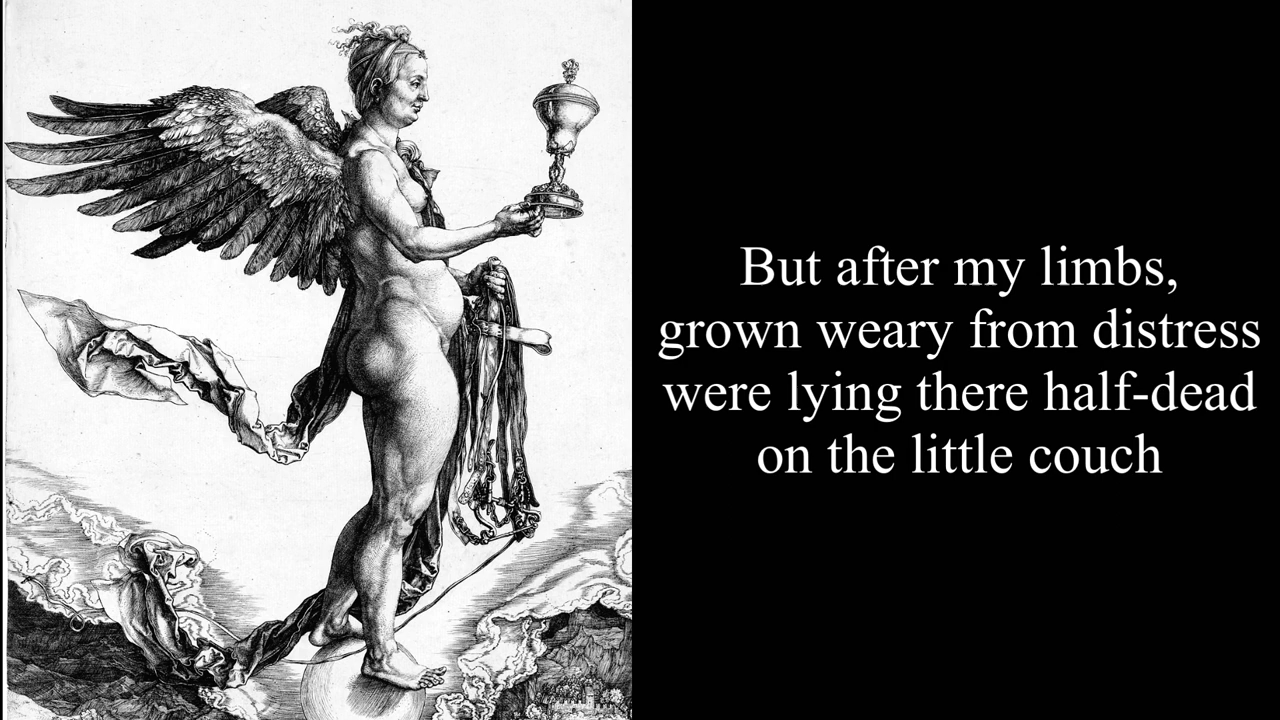 But after my limbs,
grown weary from distress
were lying there half-dead
on the little couch